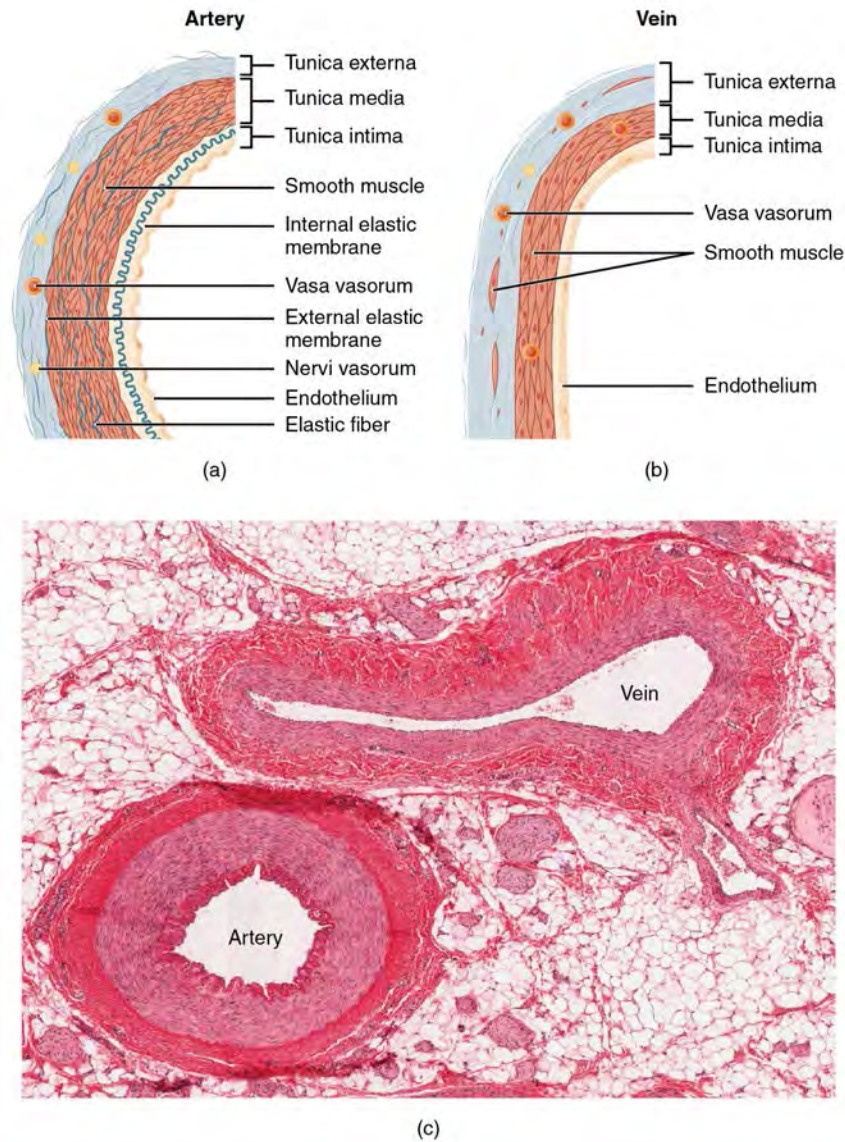 Artery
Tunica externa
Tunica media
Tunica intima
Smooth muscle
Internal elastic
membrane
Vasa vasorum
External elastic
membrane
Nervi vasorum
Endothelium
Elastic fiber
(a)
Vein
Tunica externa
Tunica media
Tunica intima
Vasa vasorum
Smooth muscle
Endothelium
(b)
Vein
Artery
(c)